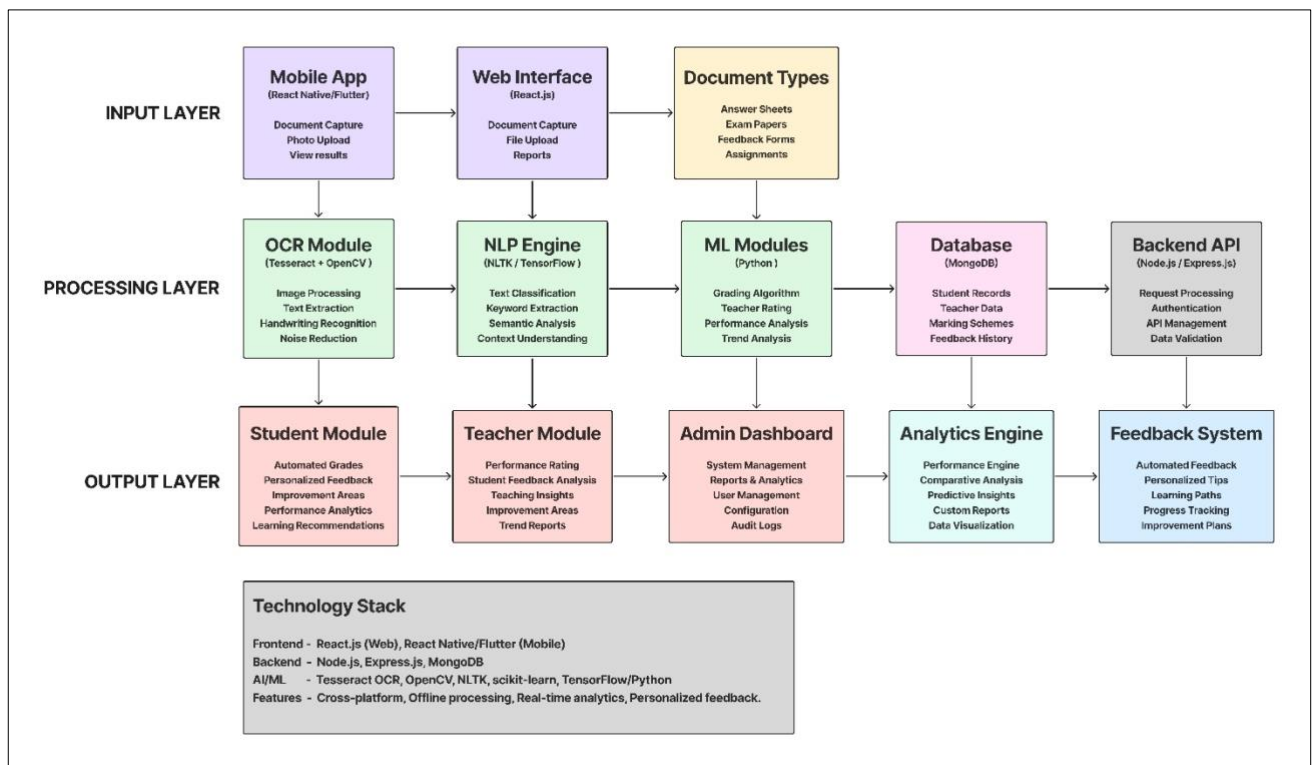 INPUT LAYER
Mobile App
(React Native/Flutter)
Document Capture
Photo Upload
View results
Web Interface
(React.js)
Document Capture
File Upload
Reports
Document Types
Answer Sheets
Exam Papers
Feedback Forms
Assignments
PROCESSING LAYER
OCR Module
(Tesseract + OpenCV )
Image Processing
Text Extraction
Handwriting Recognition
Noise Reduction
NLP Engine
(NLTK / TensorFlow )
Text Classification
Keyword Extraction
Semantic Analysis
Context Understanding
ML Modules
(Python )
Grading Algorithm
Teacher Rating
Performance Analysis
Trend Analysis
Database
(MongoDB)
Student Records
Teacher Data
Marking Schemes
Feedback History
Backend API
(Node.js / Express.js)
Request Processing
Authentication
API Management
Data Validation
OUTPUT LAYER
Student Module
Automated Grades
Personalized Feedback
Improvement Areas
Performance Analytics
Learning Recommendations
Teacher Module
Performance Rating
Student Feedback Analysis
Teaching Insights
Improvement Areas
Trend Reports
Admin Dashboard
System Management
Reports & Analytics
User Management
Configuration
Audit Logs
Analytics Engine
Performance Engine
Comparative Analysis
Predictive Insights
Custom Reports
Data Visualization
Feedback System
Automated Feedback
Personalized Tips
Learning Paths
Progress Tracking
Improvement Plans
Technology Stack
Frontend - React.js (Web), React Native/Flutter (Mobile)
Backend - Node.js, Express.js, MongoDB
AI/ML - Tesseract OCR, OpenCV, NLTK, scikit-learn, TensorFlow/Python
Features - Cross-platform, Offline processing, Real-time analytics, Personalized feedback.